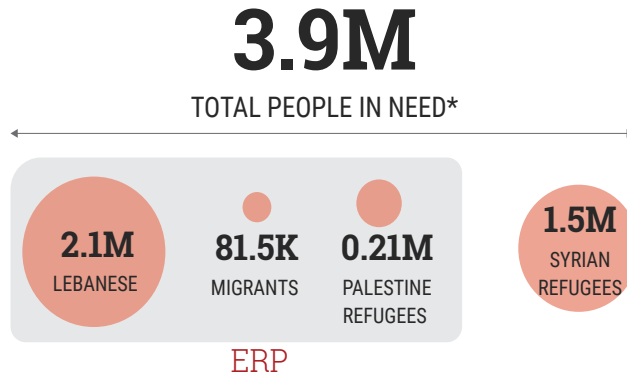 3.9M
TOTAL PEOPLE IN NEED*
2.1M
LEBANESE
81.5K
MIGRANTS
0.21M
PALESTINE
REFUGEES
1.5M
SYRIAN
REFUGEES
ERP